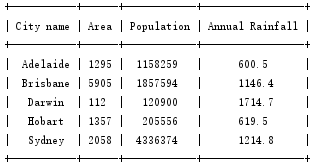 +-----------+------+------------+-----------------+
| City name | Area | Population | Annual Rainfall |
+-----------+------+------------+-----------------+
| Adelaide | 1295 | 1158259 | 600.5 |
| Brisbane | 5905 | 1857594 | 1146.4 |
| Darwin | 112 | 120900 | 1714.7 |
| Hobart | 1357 | 205556 | 619.5 |
| Sydney | 2058 | 4336374 | 1214.8 |
+-----------+------+------------+-----------------+